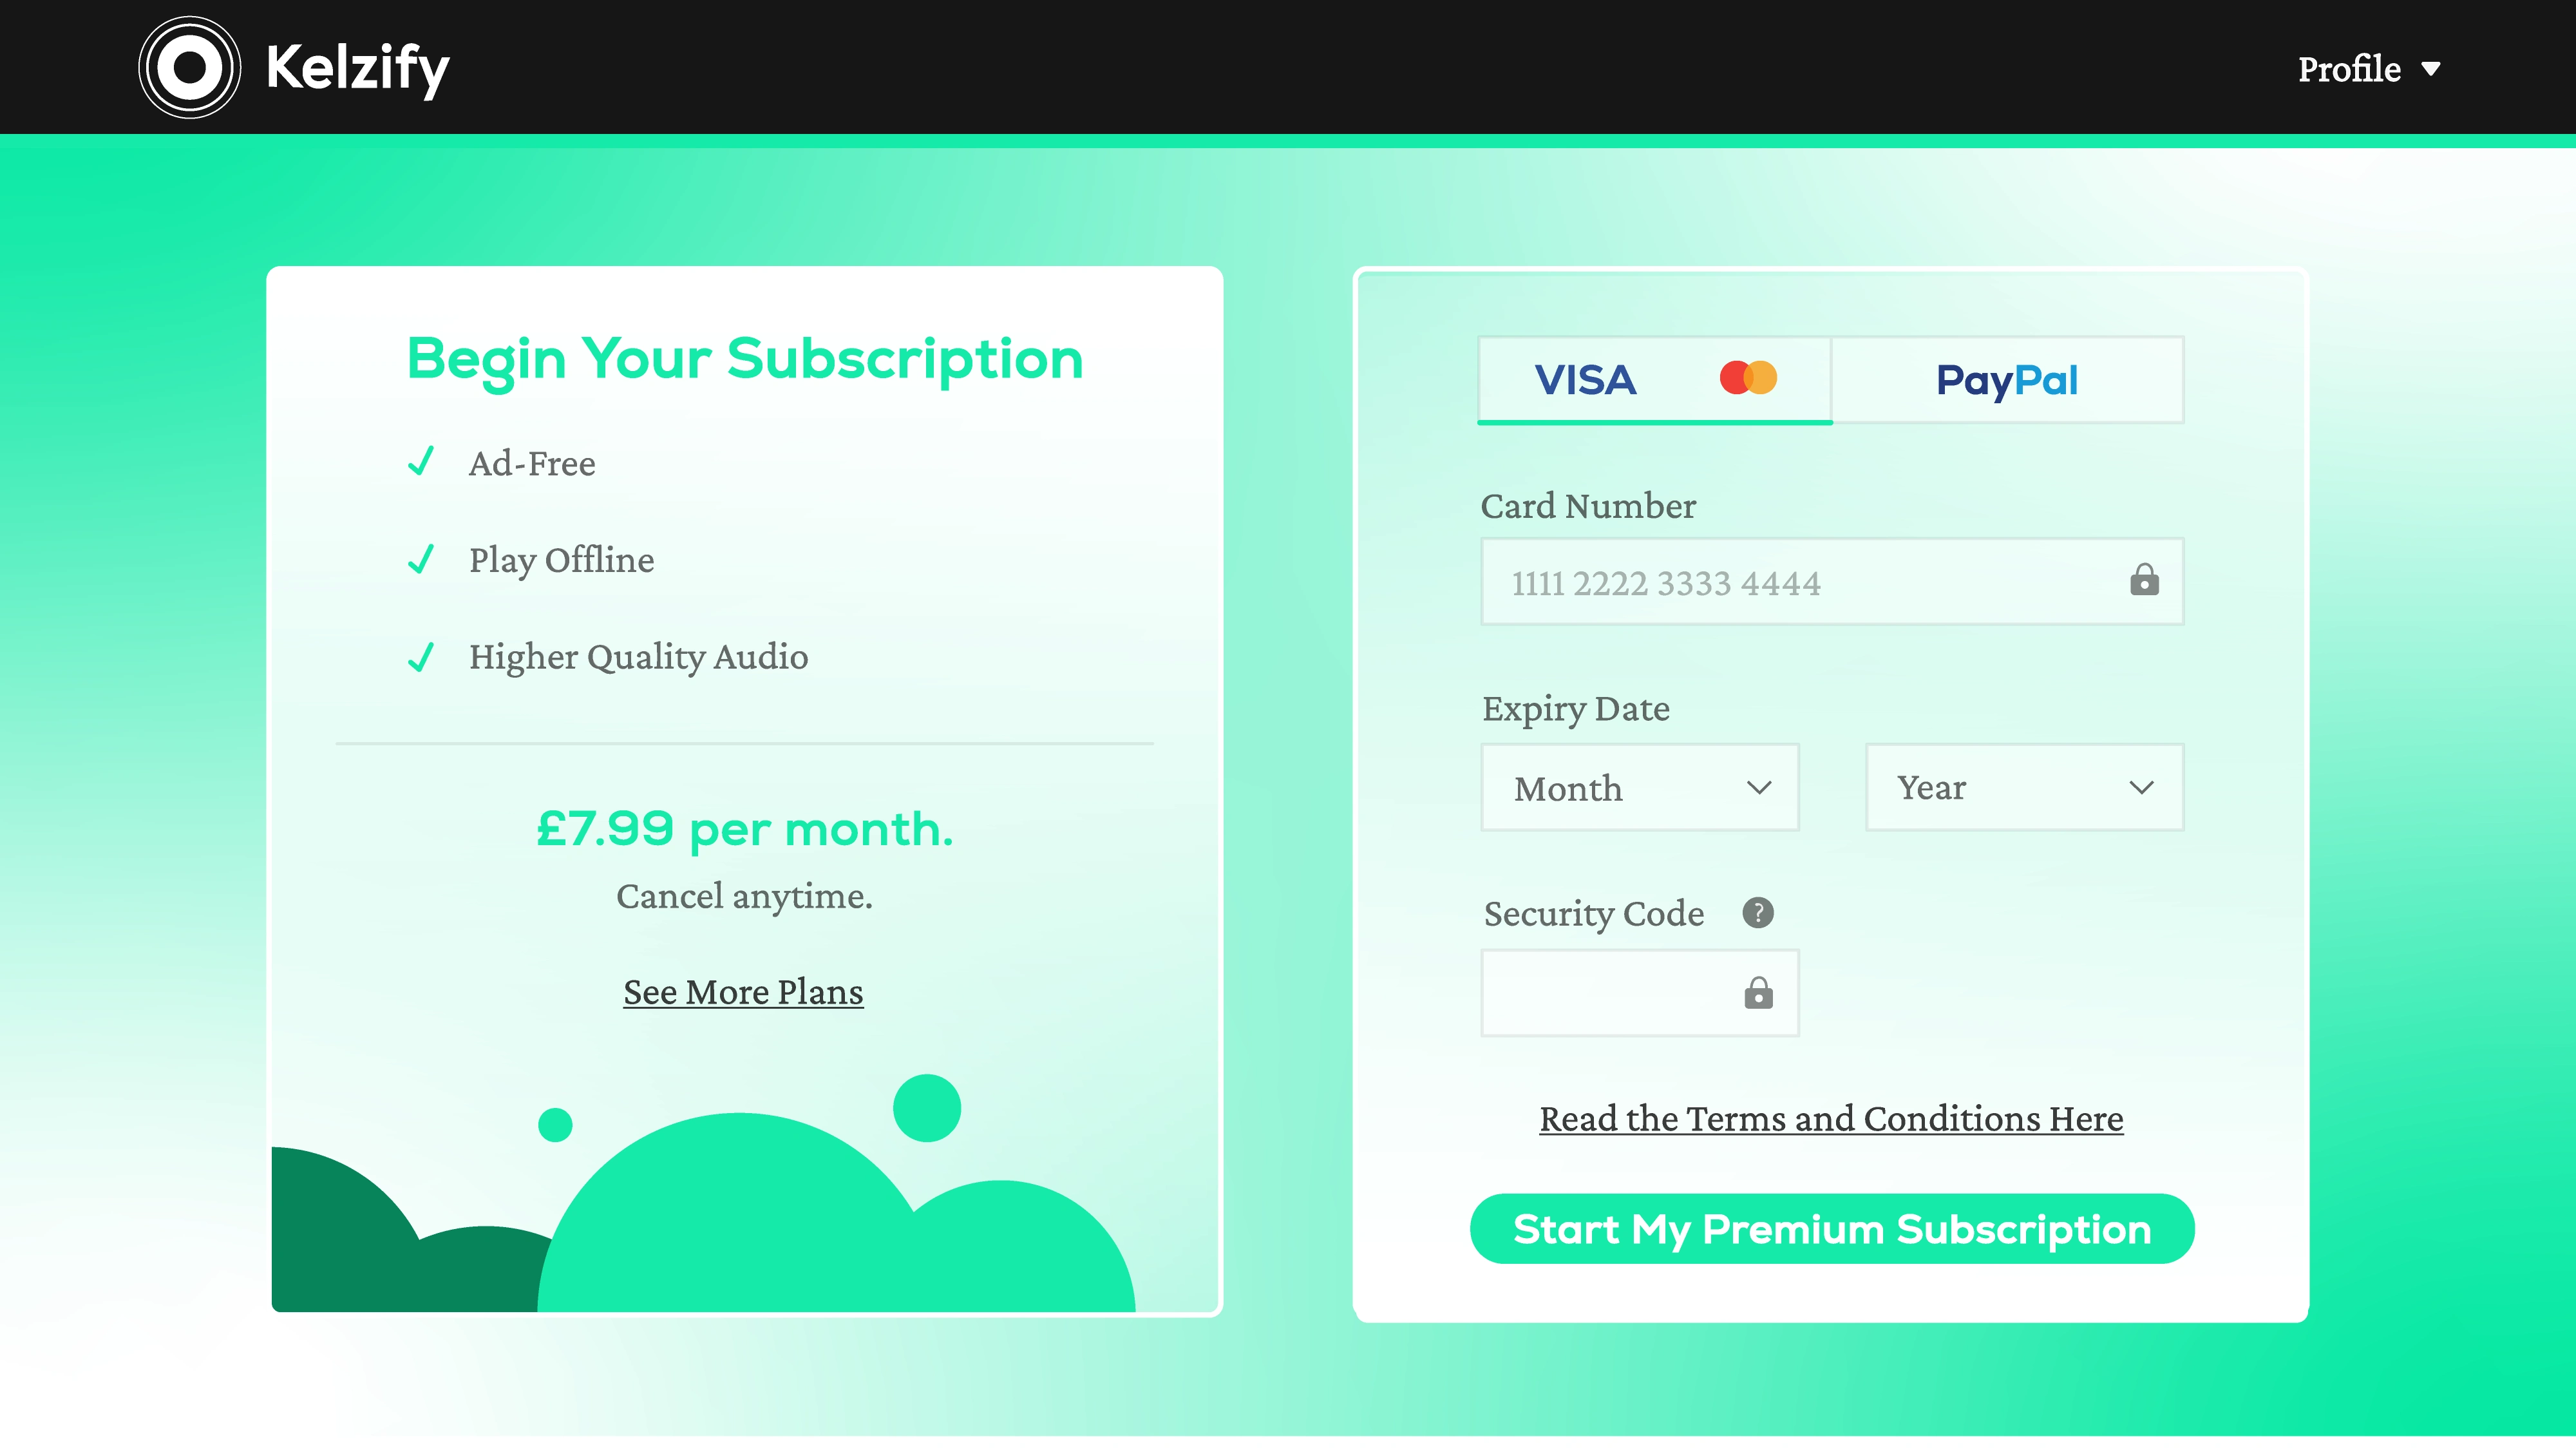 Kelzify
Profile
Begin Your Subscription
Ad-Free
Play Offline
Higher Quality Audio
£7.99 per month.
Cancel anytime.
See More Plans
VISA
PayPal
Card Number
1111 2222 3333 4444
Expiry Date
Month
Year
Security Code ?
Read the Terms and Conditions Here
Start My Premium Subscription